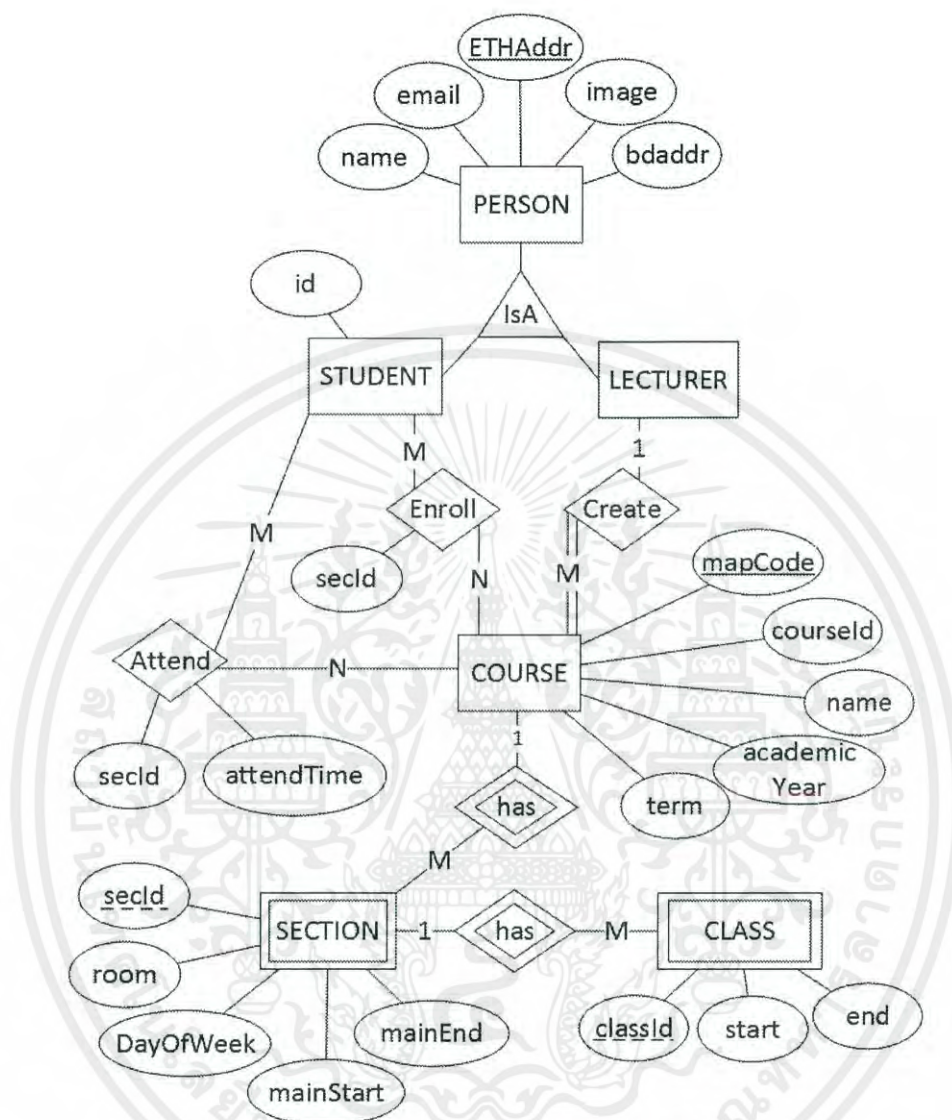 ETHAddr
email
image
name
bdaddr
PERSON
IsA
id
STUDENT
LECTURER
M
1
Enroll
Create
M
secId
N
M
mapCode
courseId
Attend
N
COURSE
name
secId
attendTime
1
academic
Year
has
term
M
secId
SECTION
1
has
M
CLASS
room
DayOfWeek
mainEnd
classId
start
end
mainStart